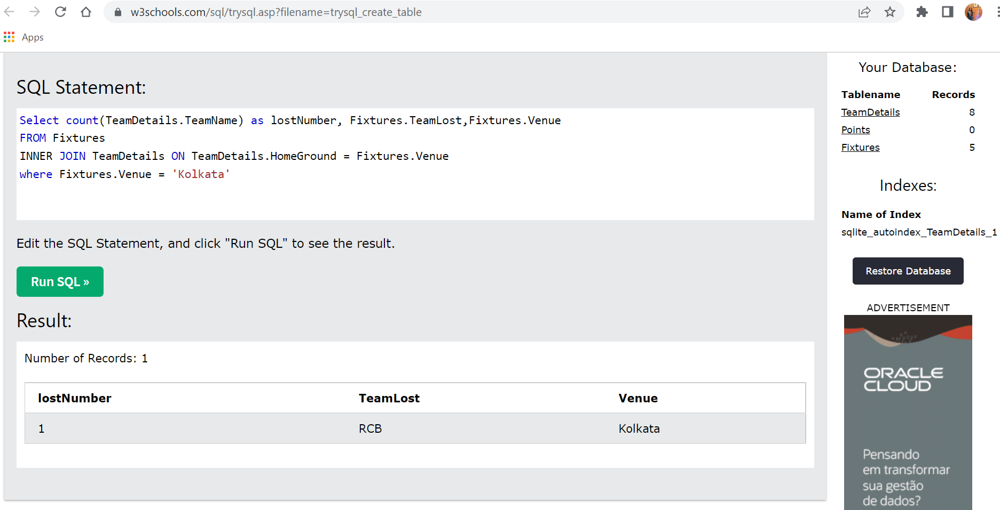 w3schools.com/sql/trysql.asp?filename=trysql_create_table
Apps
SQL Statement:
Select count(TeamDetails.TeamName) as lostNumber, Fixtures.TeamLost,Fixtures.Venue
FROM Fixtures
INNER JOIN TeamDetails ON TeamDetails.HomeGround = Fixtures.Venue
where Fixtures.Venue = 'Kolkata'
Edit the SQL Statement, and click "Run SQL" to see the result.
Run SQL »
Result:
Number of Records: 1
lostNumber TeamLost Venue
1 RCB Kolkata
Your Database:
Tablename Records
TeamDetails 8
Points 0
Fixtures 5
Indexes:
Name of Index
sqlite_autoindex_TeamDetails_1
Restore Database
ADVERTISEMENT
ORACLE
CLOUD
Pensando
em transformar
sua gestão
de dados?